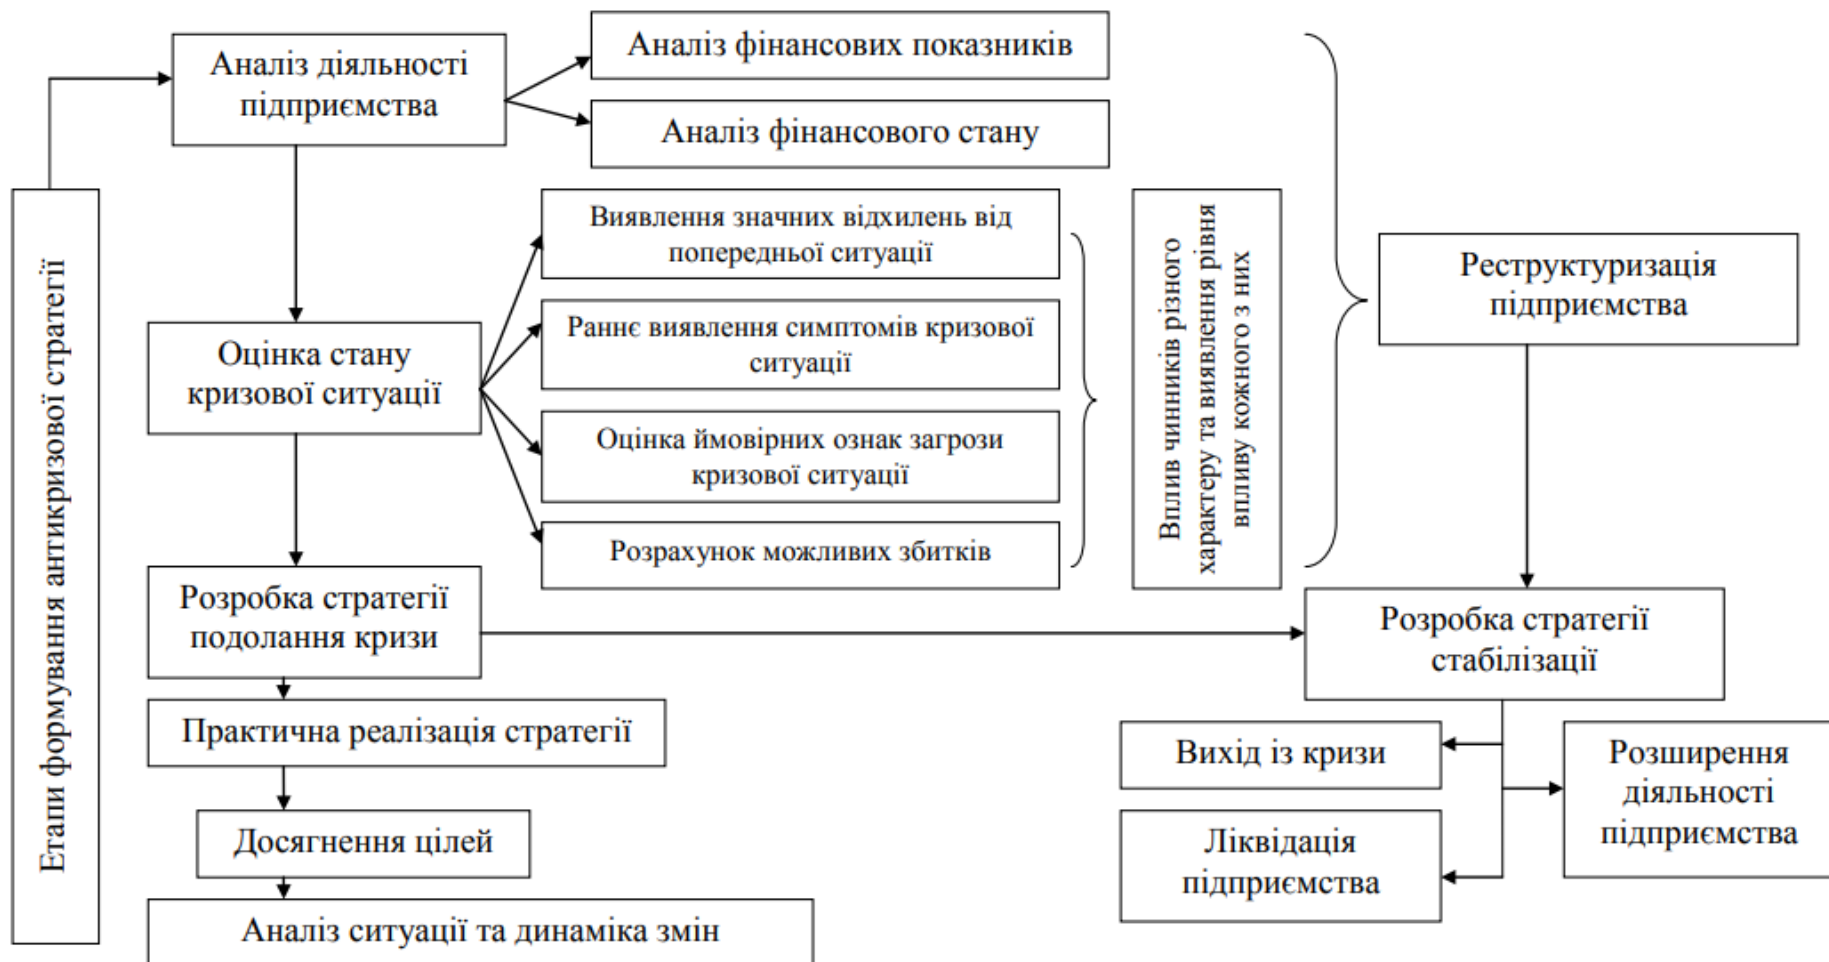 Етапи формування антикризової стратегії
Аналіз діяльності
підприємства
Аналіз фінансових показників
Аналіз фінансового стану
Оцінка стану
кризової ситуації
Виявлення значних відхилень від
попередньої ситуації
Раннє виявлення симптомів кризової
ситуації
Оцінка ймовірних ознак загрози
кризової ситуації
Розрахунок можливих збитків
Вплив чинників різного
характеру та виявлення рівня
впливу кожного з них
Реструктуризація
підприємства
Розробка стратегії
подолання кризи
Розробка стратегії
стабілізації
Практична реалізація стратегії
Досягнення цілей
Аналіз ситуації та динаміка змін
Вихід із кризи
Ліквідація
підприємства
Розширення
діяльності
підприємства